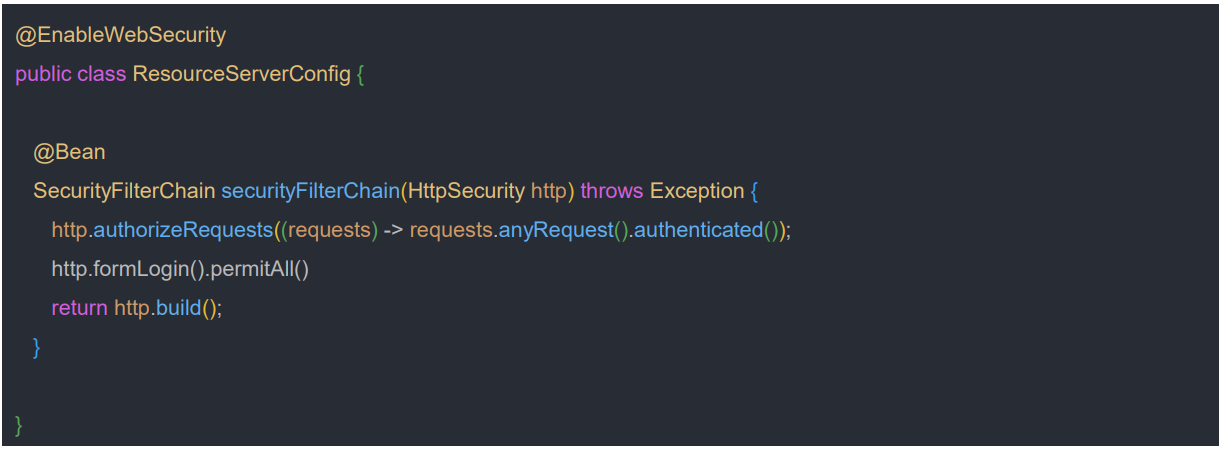 @EnableWebSecurity
public class ResourceServerConfig {
@Bean
SecurityFilterChain securityFilterChain(HttpSecurity http) throws Exception {
http.authorizeRequests((requests) -> requests.anyRequest().authenticated());
http.formLogin().permitAll()
return http.build();
}
}